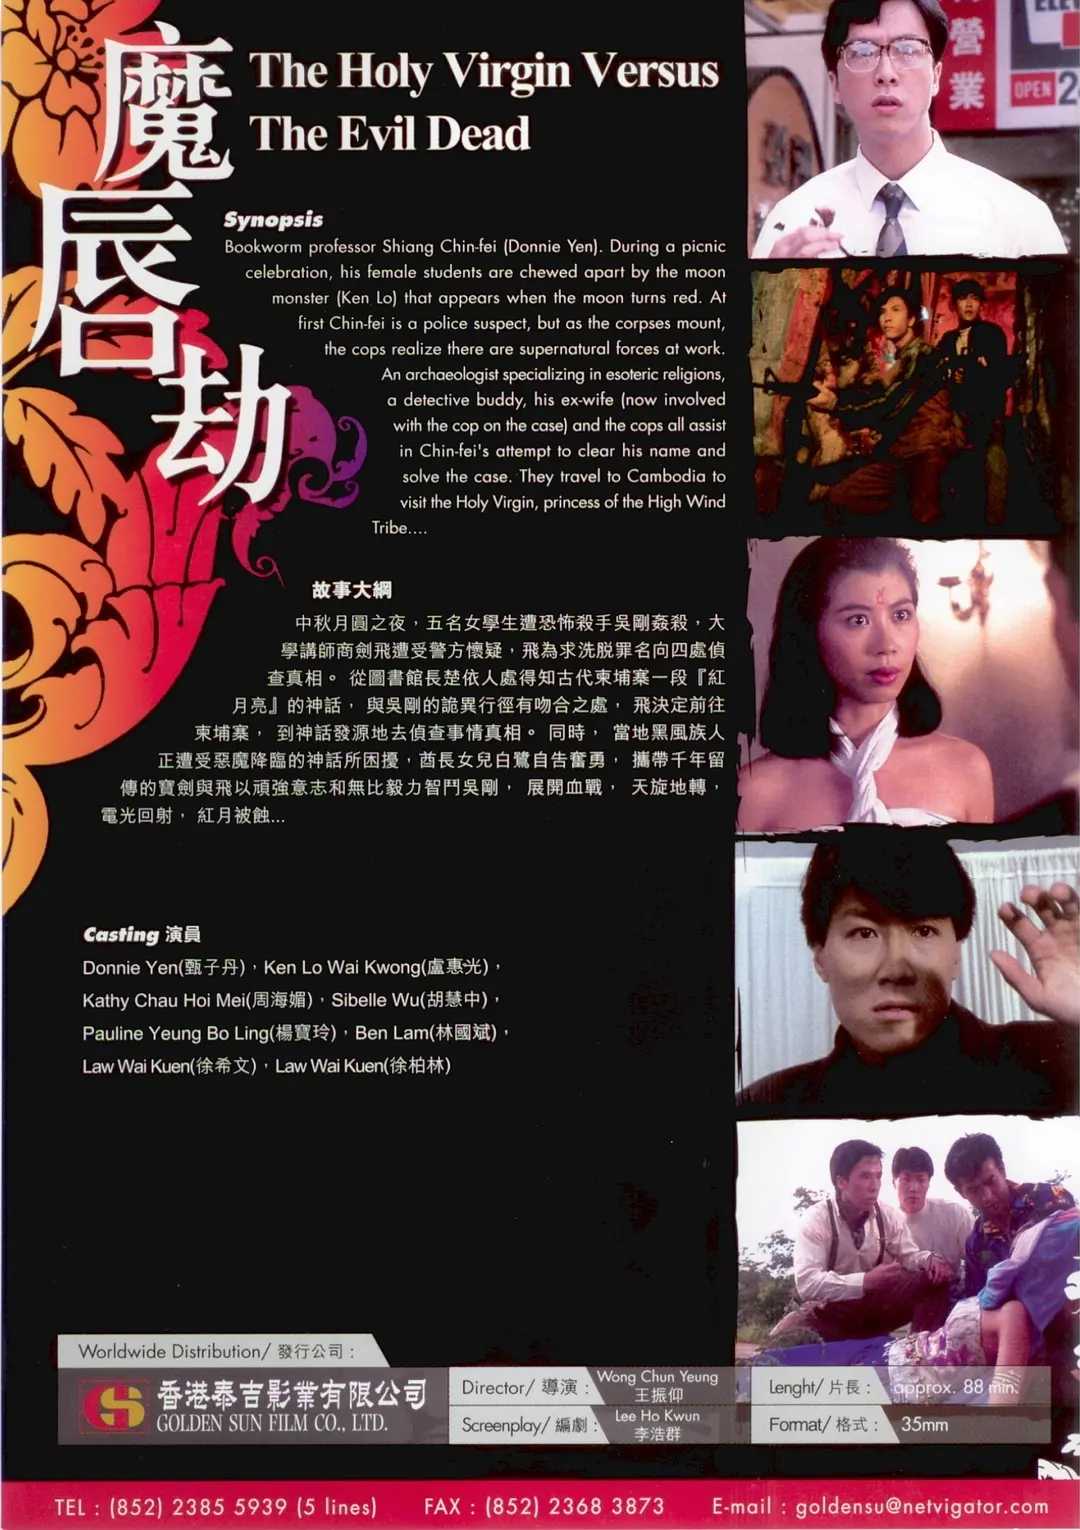 魔唇劫
The Holy Virgin Versus
The Evil Dead
營業
OPEN 2
Synopsis
Bookworm professor Shiang Chin-fei (Donnie Yen). During a picnic
celebration, his female students are chewed apart by the moon
monster (Ken Lo) that appears when the moon turns red. At
first Chin-fei is a police suspect, but as the corpses mount,
the cops realize there are supernatural forces at work.
An archaeologist specializing in esoteric religions,
a detective buddy, his ex-wife (now involved
with the cop on the case) and the cops all assist
in Chin-fei's attempt to clear his name and
solve the case. They travel to Cambodia to
visit the Holy Virgin, princess of the High Wind
Tribe....
故事大綱
中秋月圓之夜，五名女學生遭恐怖殺手吳剛姦殺，大
學講師商劍飛遭受警方懷疑，飛為求洗脫罪名向四處偵
查真相。 從圖書館長楚依人處得知古代柬埔寨一段『紅
月亮』的神話， 與吳剛的詭異行徑有吻合之處， 飛決定前往
柬埔寨， 到神話發源地去偵查事情真相。 同時， 當地黑風族人
正遭受惡魔降臨的神話所困擾，酋長女兒白鷺自告奮勇， 攜帶千年留
傳的寶劍與飛以頑強意志和無比毅力智鬥吳剛， 展開血戰， 天旋地轉，
電光回射， 紅月被蝕...
Casting 演員
Donnie Yen(甄子丹)，Ken Lo Wai Kwong(盧惠光)，
Kathy Chau Hoi Mei(周海媚)，Sibelle Wu(胡慧中)，
Pauline Yeung Bo Ling(楊寶玲)，Ben Lam(林國斌)，
Law Wai Kuen(徐希文)，Law Wai Kuen(徐柏林)
Worldwide Distribution/ 發行公司：
香港泰吉影業有限公司
GOLDEN SUN FILM CO., LTD.
Director/ 導演： Wong Chun Yeung
王振仰
Screenplay/ 編劇： Lee Ho Kwun
李浩群
Lenght/ 片長： approx. 88 min.
Format/ 格式： 35mm
TEL : (852) 2385 5939 (5 lines) FAX : (852) 2368 3873 E-mail : goldensu@netvigator.com